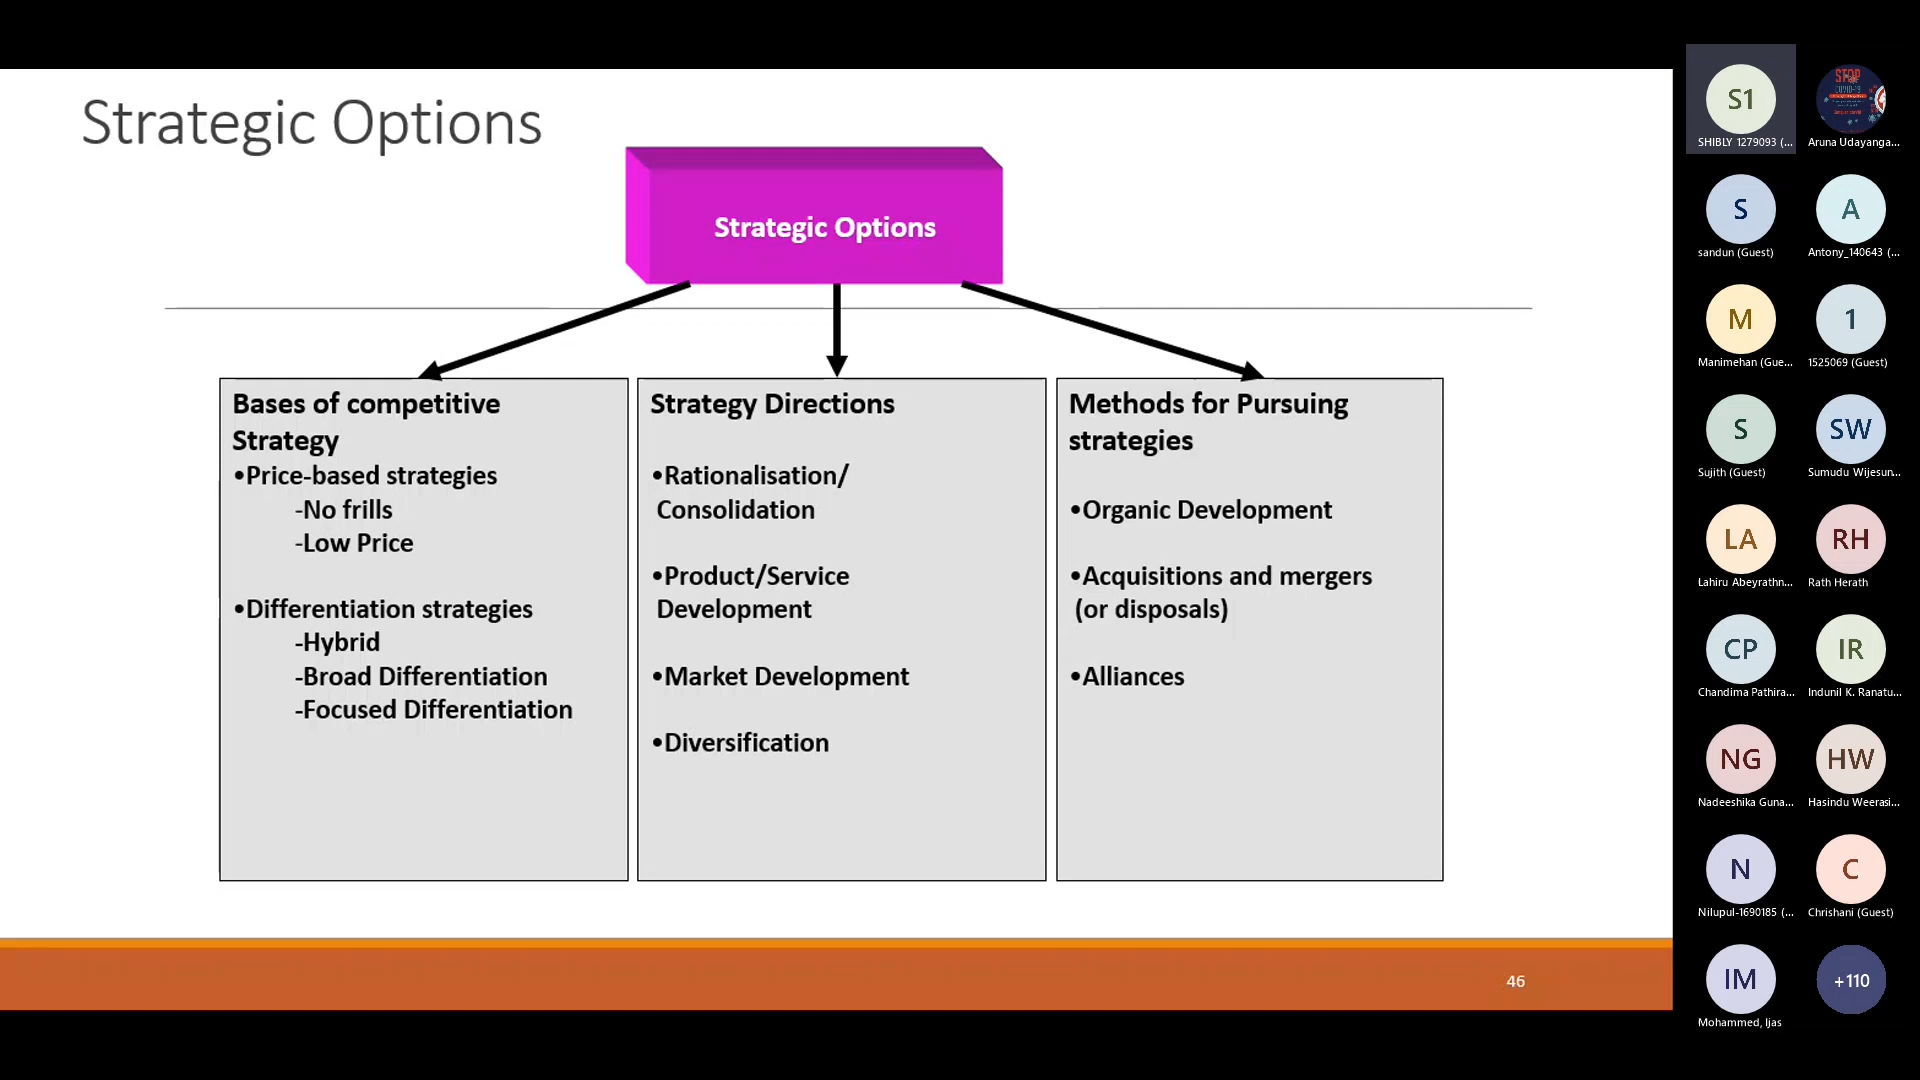 Strategic Options
Strategic Options
Bases of competitive
Strategy
•Price-based strategies
-No frills
-Low Price
•Differentiation strategies
-Hybrid
-Broad Differentiation
-Focused Differentiation
Strategy Directions
•Rationalisation/
Consolidation
•Product/Service
Development
•Market Development
•Diversification
Methods for Pursuing
strategies
•Organic Development
•Acquisitions and mergers
(or disposals)
•Alliances
46
S1
SHIBLY 1279093 (...
STOP
COVID-19
Aruna Udayanga...
S
sandun (Guest)
A
Antony_140643 (...
M
Manimehan (Gue...
1
1525069 (Guest)
S
Sujith (Guest)
SW
Sumudu Wijesun...
LA
Lahiru Abeyrathn...
RH
Rath Herath
CP
Chandima Pathira...
IR
Indunil K. Ranatu...
NG
Nadeeshika Guna...
HW
Hasindu Weerasi...
N
Nilupul-1690185 (...
C
Chrishani (Guest)
IM
Mohammed, Ijas
+110